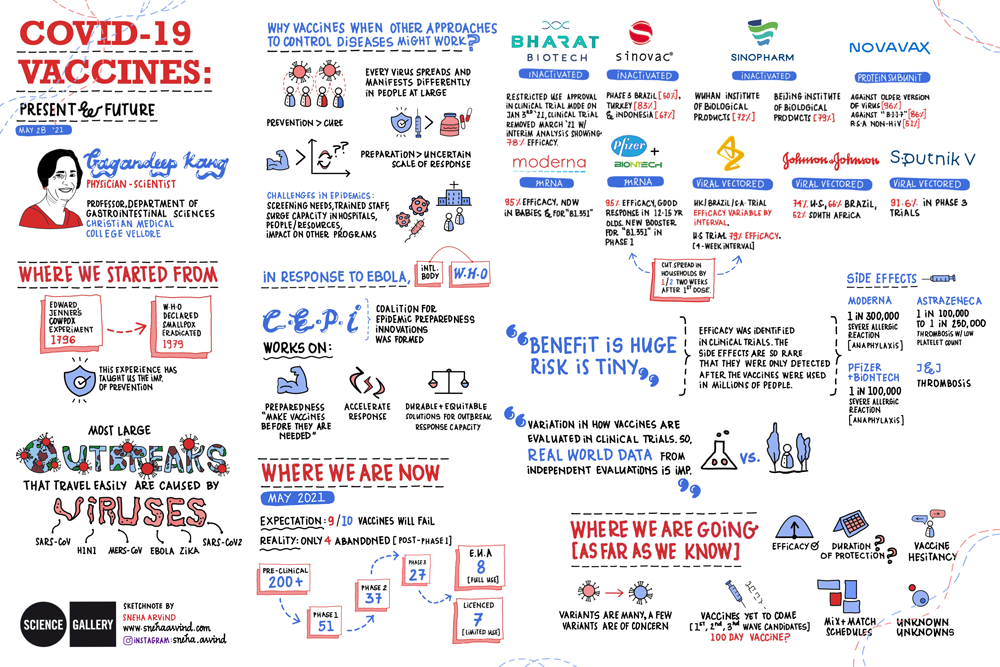 COVID-19
VACCINES:
PRESENT & FUTURE
MAY 28 '21
Gagandeep Kang
PHYSICIAN-SCIENTIST
PROFESSOR, DEPARTMENT OF
GASTROINTESTINAL SCIENCES
CHRISTIAN MEDICAL
COLLEGE VELLORE
WHERE WE STARTED FROM
EDWARD
JENNER'S
COWPOX
EXPERIMENT
1796
W·H·O
DECLARED
SMALLPOX
ERADICATED
1979
THIS EXPERIENCE HAS
TAUGHT US THE IMP.
OF PREVENTION
MOST LARGE
OUTBREAKS
THAT TRAVEL EASILY ARE CAUSED BY
VIRUSES
SARS-CoV
H1N1
MERS-CoV
EBOLA
ZIKA
SARS-CoV2
SCIENCE
GALLERY
SKETCHNOTE BY
SNEHA ARVIND
www.snehaarvind.com
INSTAGRAM: sneha.arvind
WHY VACCINES WHEN OTHER APPROACHES
TO CONTROL DISEASES MIGHT WORK?
EVERY VIRUS SPREADS AND
MANIFESTS DIFFERENTLY
IN PEOPLE AT LARGE
PREVENTION > CURE
>
>
??
PREPARATION > UNCERTAIN
SCALE OF RESPONSE
CHALLENGES IN EPIDEMICS:
SCREENING NEEDS, TRAINED STAFF,
SURGE CAPACITY IN HOSPITALS,
PEOPLE/RESOURCES,
IMPACT ON OTHER PROGRAMS
IN RESPONSE TO EBOLA,
INTL.
BODY
W·H·O
C.E.P.i
COALITION FOR
EPIDEMIC PREPAREDNESS
INNOVATIONS
WAS FORMED
WORKS ON:
PREPAREDNESS
"MAKE VACCINES
BEFORE THEY ARE
NEEDED"
ACCELERATE
RESPONSE
DURABLE + EQUITABLE
SOLUTIONS FOR OUTBREAK
RESPONSE CAPACITY
WHERE WE ARE NOW
MAY 2021
EXPECTATION: 9/10 VACCINES WILL FAIL
REALITY: ONLY 4 ABANDONED [POST-PHASE 1]
PRE-CLINICAL
200+
PHASE 1
51
PHASE 2
37
PHASE 3
27
E.U.A
8
[FULL USE]
LICENCED
7
[LIMITED USE]
BHARAT
BIOTECH
INACTIVATED
RESTRICTED USE APPROVAL
IN CLINICAL TRIAL MODE ON
JAN 3RD '21, CLINICAL TRIAL
REMOVED MARCH '21 W/
INTERIM ANALYSIS SHOWING
78% EFFICACY.
sinovac®
INACTIVATED
PHASE 3 BRAZIL [50%],
TURKEY [83%]
& INDONESIA [67%]
SINOPHARM
INACTIVATED
WUHAN INSTITUTE
OF BIOLOGICAL
PRODUCTS [72%]
BEIJING INSTITUTE
OF BIOLOGICAL
PRODUCTS [79%]
NOVAVAX
PROTEIN SUBUNIT
AGAINST OLDER VERSION
OF VIRUS [96%]
AGAINST "B·1·1·7" [86%]
R·S·A NON-HIV [51%]
moderna
mRNA
95% EFFICACY. NOW
IN BABIES & FOR "B1.351"
Pfizer
+
BIONTECH
mRNA
95% EFFICACY, GOOD
RESPONSE IN 12-15 YR
OLDS. NEW BOOSTER
FOR "B1.351" IN
PHASE 1
VIRAL VECTORED
UK/BRAZIL/S·A· TRIAL
EFFICACY VARIABLE BY
INTERVAL.
U·S TRIAL 79% EFFICACY.
[4-WEEK INTERVAL]
Johnson&Johnson
VIRAL VECTORED
74% U·S, 66% BRAZIL,
52% SOUTH AFRICA
Sputnik V
VIRAL VECTORED
91.6% IN PHASE 3
TRIALS
CUT SPREAD IN
HOUSEHOLDS BY
1/2 TWO WEEKS
AFTER 1ST DOSE.
"BENEFIT IS HUGE
RISK IS TINY"
EFFICACY WAS IDENTIFIED
IN CLINICAL TRIALS. THE
SIDE EFFECTS ARE SO RARE
THAT THEY WERE ONLY DETECTED
AFTER THE VACCINES WERE USED
IN MILLIONS OF PEOPLE.
SIDE EFFECTS
MODERNA
1 IN 300,000
SEVERE ALLERGIC
REACTION
[ANAPHYLAXIS]
ASTRAZENECA
1 IN 100,000
TO 1 IN 250,000
THROMBOSIS W/ LOW
PLATELET COUNT
PFIZER
+BIONTECH
1 IN 100,000
SEVERE ALLERGIC
REACTION
[ANAPHYLAXIS]
J&J
THROMBOSIS
"VARIATION IN HOW VACCINES ARE
EVALUATED IN CLINICAL TRIALS. SO,
REAL WORLD DATA FROM
INDEPENDENT EVALUATIONS IS IMP."
VS.
WHERE WE ARE GOING
[AS FAR AS WE KNOW]
EFFICACY
DURATION
OF PROTECTION?
VACCINE
HESITANCY
VARIANTS ARE MANY, A FEW
VARIANTS ARE OF CONCERN
VACCINES YET TO COME
[1ST, 2ND, 3RD WAVE CANDIDATES]
100 DAY VACCINE?
MIX+MATCH
SCHEDULES
UNKNOWN
UNKNOWNS